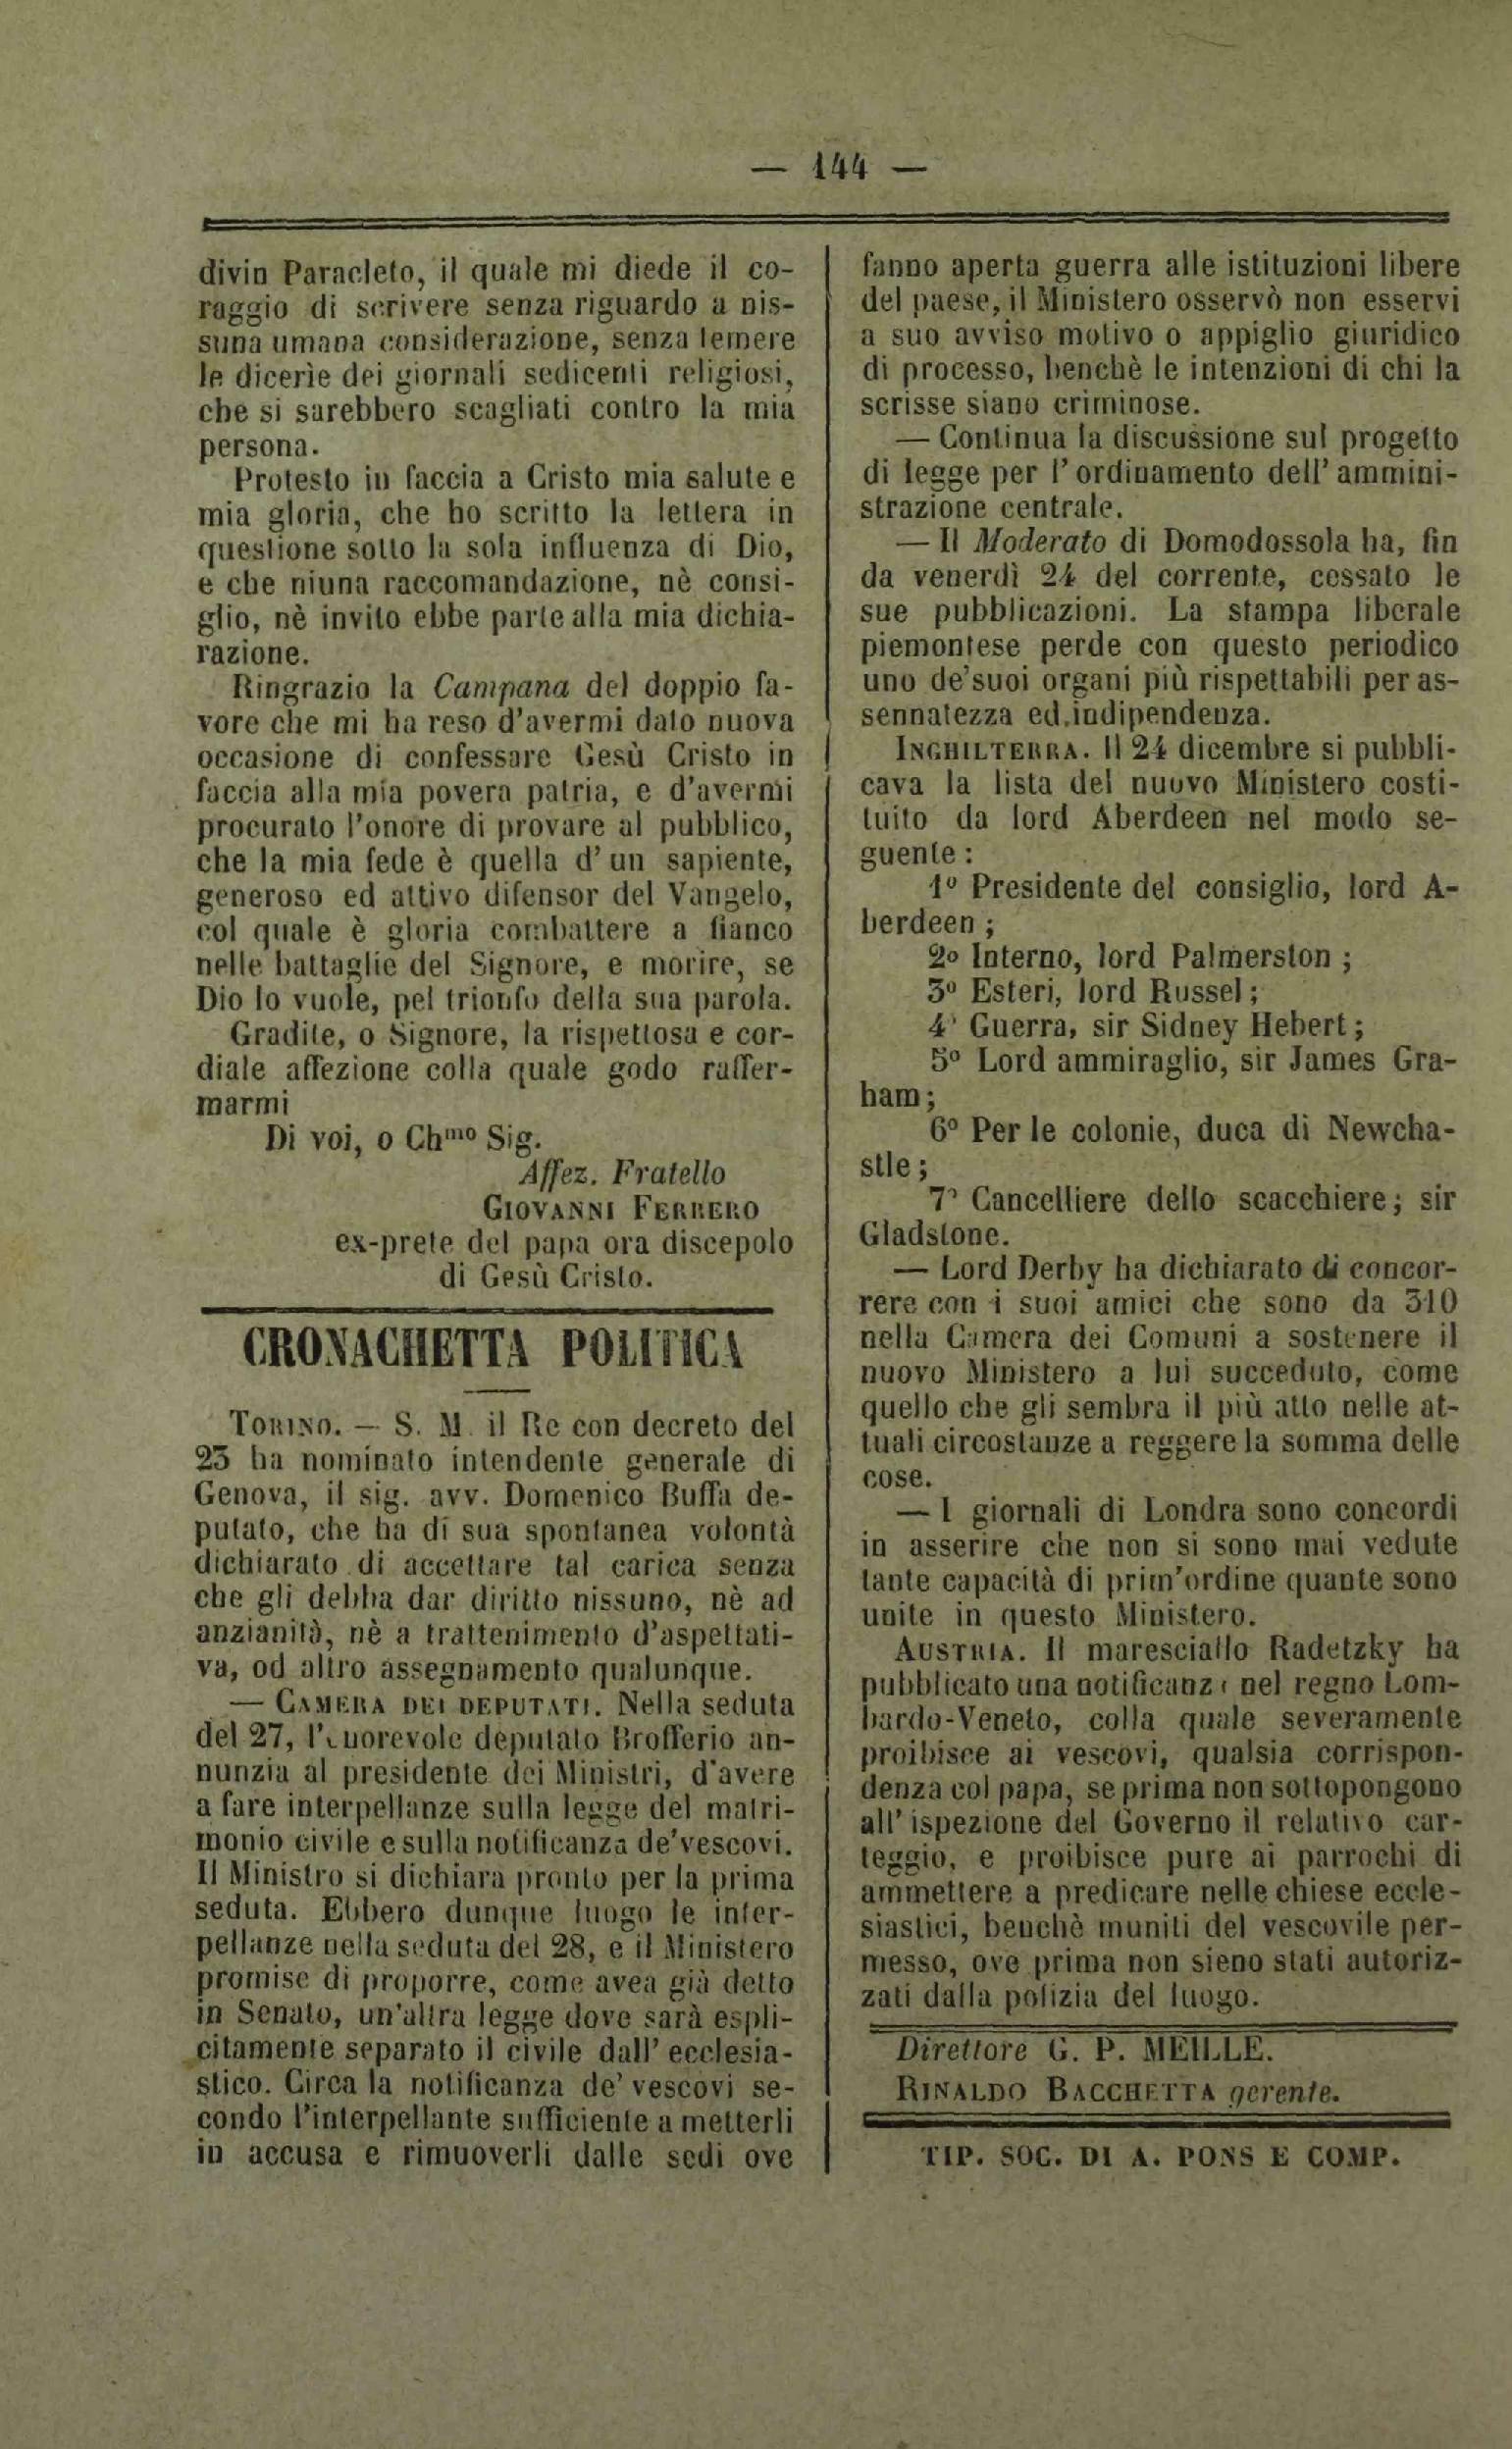 — 144 —
divin Paracleto, il quale mi diede il co-
raggio di scrivere senza riguardo a nis-
suna umana considerazione, senza temere
le dicerìe dei giornali sedicenti religiosi,
che si sarebbero scagliati contro la mia
persona.
Protesto in faccia a Cristo mia salute e
mia gloria, che ho scritto la lettera in
questione sotto la sola influenza di Dio,
e che niuna raccomandazione, nè consi-
glio, nè invito ebbe parte alla mia dichia-
razione.
Ringrazio la Campana del doppio fa-
vore che mi ha reso d'avermi dato nuova
occasione di confessare Gesù Cristo in
faccia alla mia povera patria, e d'avermi
procurato l'onore di provare al pubblico,
che la mia fede è quella d' un sapiente,
generoso ed attivo difensor del Vangelo,
col quale è gloria combattere a fianco
nelle battaglie del Signore, e morire, se
Dio lo vuole, pel trionfo della sua parola.
Gradite, o Signore, la rispettosa e cor-
diale affezione colla quale godo raffer-
marmi
Di voi, o Chmo Sig.
Affez. Fratello
GIOVANNI FERRERO
ex-prete del papa ora discepolo
di Gesù Cristo.
CRONACHETTA POLITICA
TORINO. — S. M. il Re con decreto del
23 ha nominato intendente generale di
Genova, il sig. avv. Domenico Buffa de-
putato, che ha di sua spontanea volontà
dichiarato di accettare tal carica senza
che gli debba dar diritto nissuno, nè ad
anzianità, nè a trattenimento d'aspettati-
va, od altro assegnamento qualunque.
— CAMERA DEI DEPUTATI. Nella seduta
del 27, l'onorevole deputato Brofferio an-
nunzia al presidente dei Ministri, d'avere
a fare interpellanze sulla legge del matri-
monio civile e sulla notificanza de'vescovi.
Il Ministro si dichiara pronto per la prima
seduta. Ebbero dunque luogo le inter-
pellanze nella seduta del 28, e il Ministero
promise di proporre, come avea già detto
in Senato, un'altra legge dove sarà espli-
citamente separato il civile dall' ecclesia-
stico. Circa la notificanza de' vescovi se-
condo l'interpellante sufficiente a metterli
in accusa e rimuoverli dalle sedi ove
fanno aperta guerra alle istituzioni libere
del paese, il Ministero osservò non esservi
a suo avviso motivo o appiglio giuridico
di processo, benchè le intenzioni di chi la
scrisse siano criminose.
— Continua la discussione sul progetto
di legge per l' ordinamento dell' ammini-
strazione centrale.
— Il Moderato di Domodossola ha, fin
da venerdì 24 del corrente, cessato le
sue pubblicazioni. La stampa liberale
piemontese perde con questo periodico
uno de'suoi organi più rispettabili per as-
sennatezza ed indipendenza.
INGHILTERRA. Il 24 dicembre si pubbli-
cava la lista del nuovo Ministero costi-
tuito da lord Aberdeen nel modo se-
guente :
1º Presidente del consiglio, lord A-
berdeen ;
2º Interno, lord Palmerston ;
3º Esteri, lord Russel ;
4º Guerra, sir Sidney Hebert ;
5º Lord ammiraglio, sir James Gra-
ham ;
6º Per le colonie, duca di Newcha-
stle ;
7º Cancelliere dello scacchiere ; sir
Gladstone.
— Lord Derby ha dichiarato di concor-
rere con i suoi amici che sono da 310
nella Camera dei Comuni a sostenere il
nuovo Ministero a lui succeduto, come
quello che gli sembra il più atto nelle at-
tuali circostanze a reggere la somma delle
cose.
— I giornali di Londra sono concordi
in asserire che non si sono mai vedute
tante capacità di prim'ordine quante sono
unite in questo Ministero.
AUSTRIA. Il maresciallo Radetzky ha
pubblicato una notificanza nel regno Lom-
bardo-Veneto, colla quale severamente
proibisce ai vescovi, qualsia corrispon-
denza col papa, se prima non sottopongono
all' ispezione del Governo il relativo car-
teggio, e proibisce pure ai parrochi di
ammettere a predicare nelle chiese eccle-
siastici, benchè muniti del vescovile per-
messo, ove prima non sieno stati autoriz-
zati dalla polizia del luogo.
Direttore G. P. MEILLE.
RINALDO BACCHETTA gerente.
TIP. SOC. DI A. PONS E COMP.